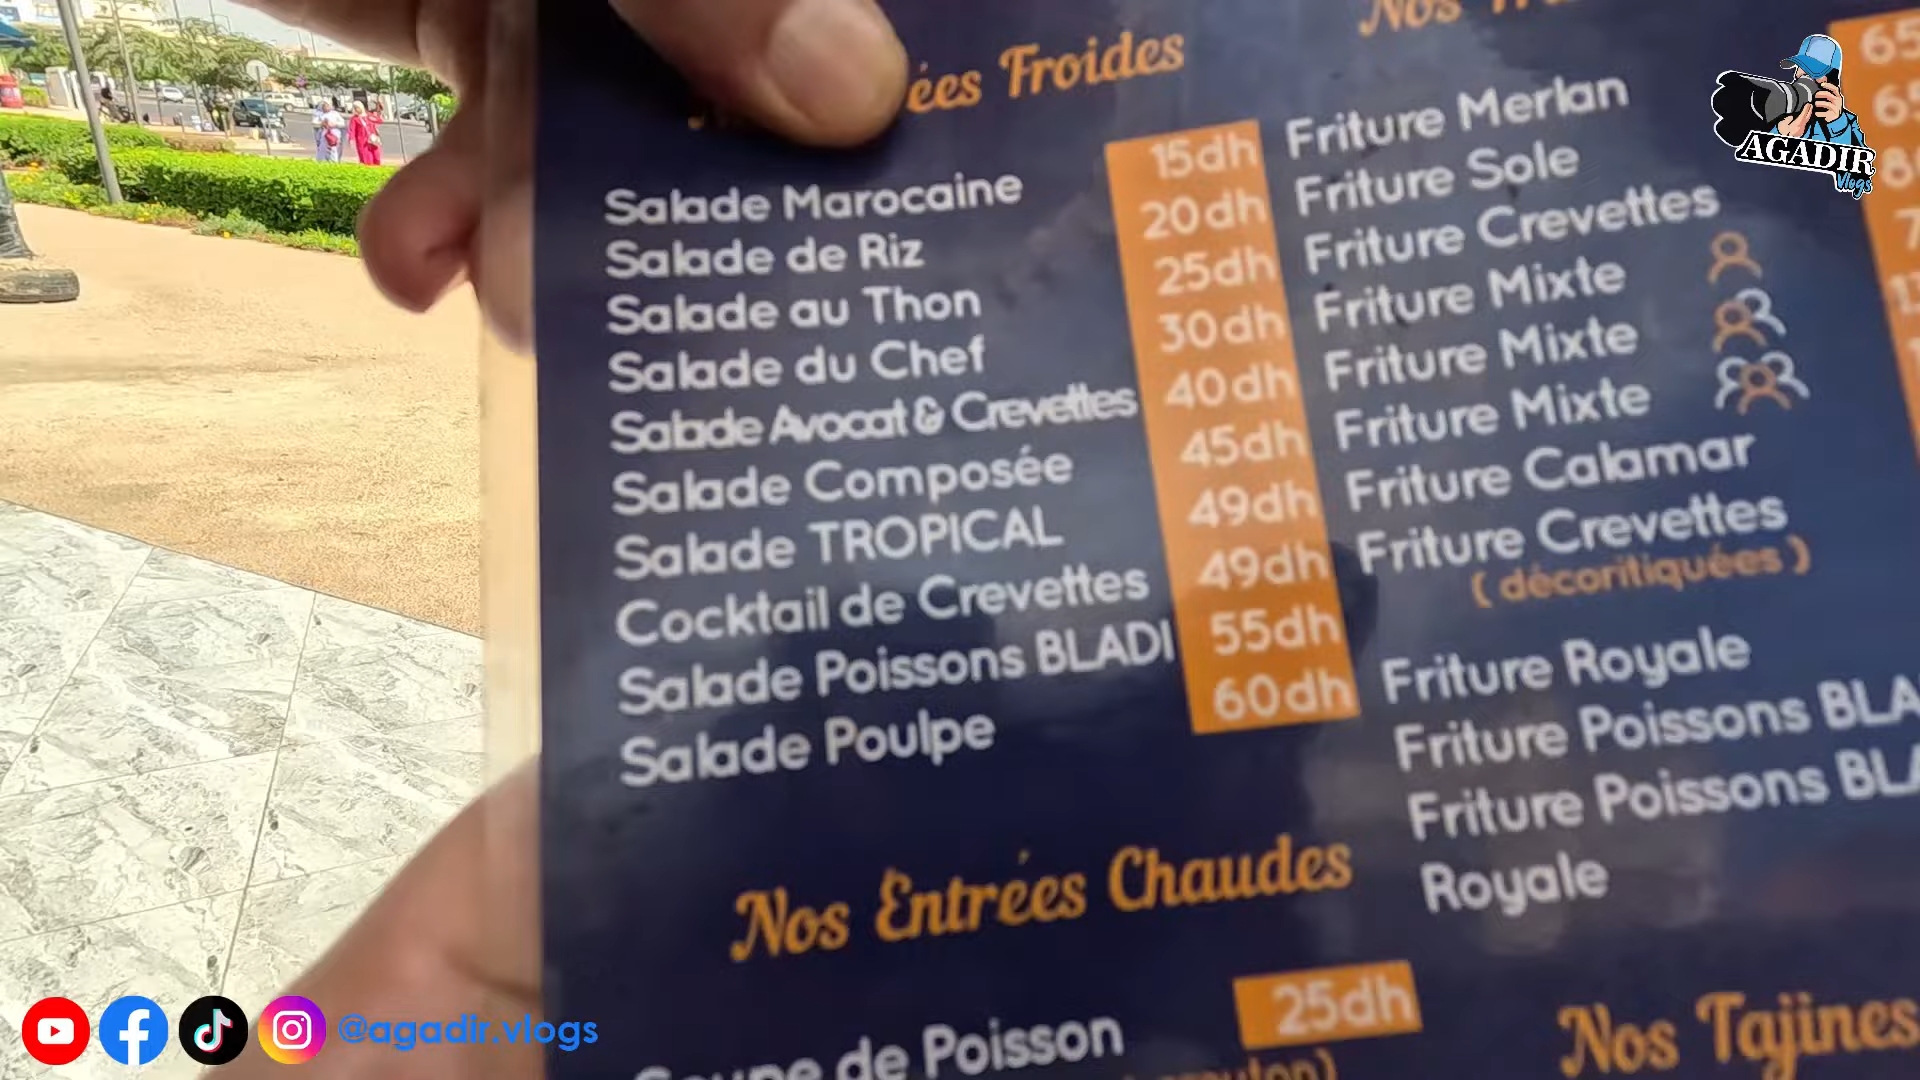 ées Froides
Salade Marocaine 15dh
Salade de Riz 20dh
Salade au Thon 25dh
Salade du Chef 30dh
Salade Avocat & Crevettes 40dh
Salade Composée 45dh
Salade TROPICAL 49dh
Cocktail de Crevettes 49dh
Salade Poissons BLADI 55dh
Salade Poulpe 60dh
Nos Entrées Chaudes
de Poisson 25dh
Nos
Friture Merlan
Friture Sole
Friture Crevettes
Friture Mixte
Friture Mixte
Friture Mixte
Friture Calamar
Friture Crevettes
( décoritiquées )
Friture Royale
Friture Poissons BLA
Friture Poissons BLA
Royale
Nos Tajines
AGADIR
Vlogs
@agadir.vlogs